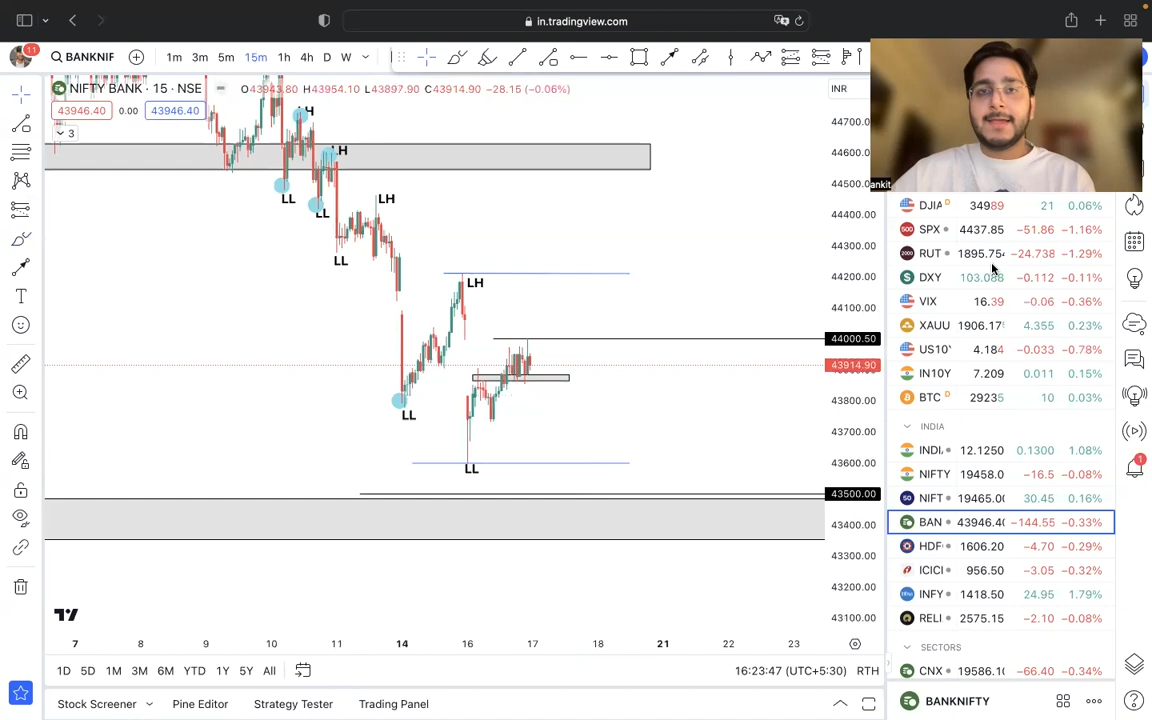 in.tradingview.com
11
BANKNIF
1m 3m 5m 15m 1h 4h D W
NIFTY BANK · 15 · NSE O43943.80 H43954.10 L43897.90 C43914.90 −28.15 (−0.06%)
43946.40 0.00 43946.40
3
INR
ankit
LH
LH
LL
LL
LH
LL
LH
LL
LL
44700.00
44600.00
44500.
44400.00
44300.00
44200.00
44100.00
44000.50
43914.90
43800.00
43700.00
43600.00
43500.00
43400.00
43300.00
43200.00
43100.00
DJIA D 34989 21 0.06%
SPX 4437.85 −51.86 −1.16%
RUT 1895.754 −24.738 −1.29%
DXY 103.088 −0.112 −0.11%
VIX 16.39 −0.06 −0.36%
XAUU 1906.17 4.355 0.23%
US10Y 4.184 −0.033 −0.78%
IN10Y 7.209 0.011 0.15%
BTC D 29235 10 0.03%
INDIA
INDI 12.1250 0.1300 1.08%
NIFTY 19458.0 −16.5 −0.08%
NIFT 19465.00 30.45 0.16%
BAN 43946.40 −144.55 −0.33%
HDF 1606.20 −4.70 −0.29%
ICICI 956.50 −3.05 −0.32%
INFY 1418.50 24.95 1.79%
RELI 2575.15 −2.10 −0.08%
SECTORS
CNX 19586.10 −66.40 −0.34%
1
7 8 9 10 11 14 16 17 18 21 22 23
1D 5D 1M 3M 6M YTD 1Y 5Y All 16:23:47 (UTC+5:30) RTH
Stock Screener Pine Editor Strategy Tester Trading Panel
BANKNIFTY